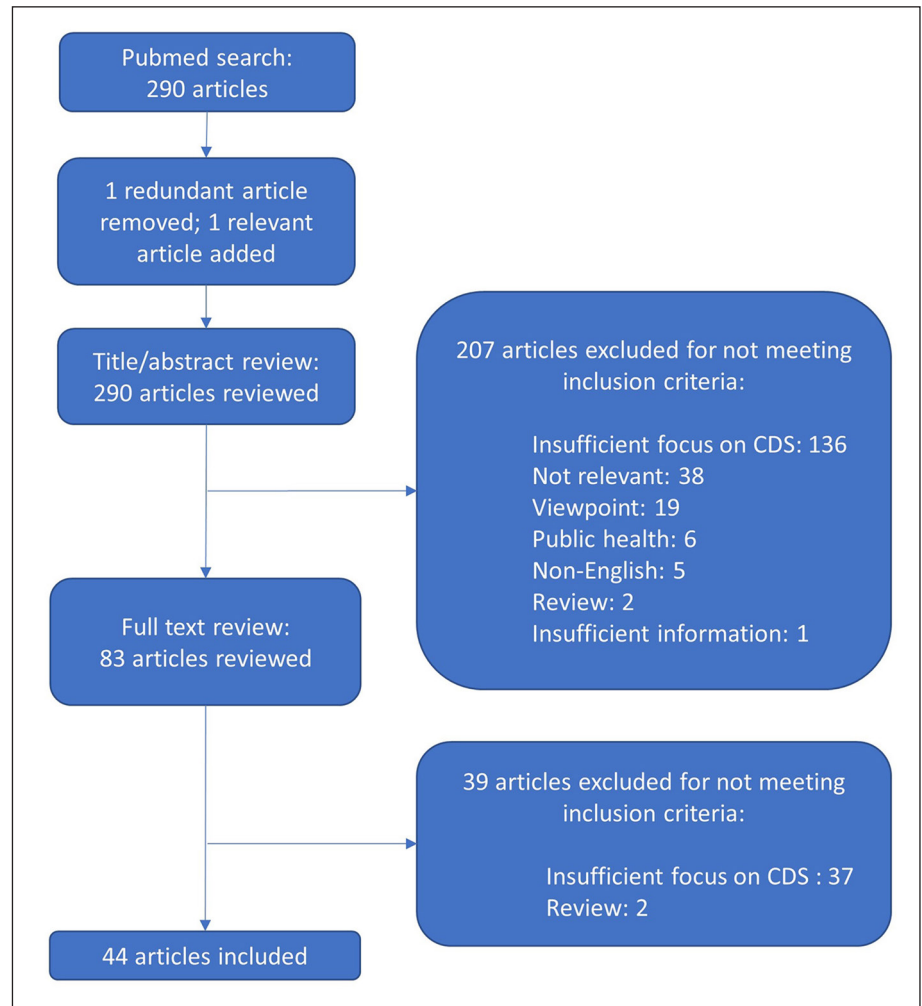 Pubmed search:
290 articles
1 redundant article
removed; 1 relevant
article added
Title/abstract review:
290 articles reviewed
207 articles excluded for not meeting
inclusion criteria:
Insufficient focus on CDS: 136
Not relevant: 38
Viewpoint: 19
Public health: 6
Non-English: 5
Review: 2
Insufficient information: 1
Full text review:
83 articles reviewed
39 articles excluded for not meeting
inclusion criteria:
Insufficient focus on CDS : 37
Review: 2
44 articles included